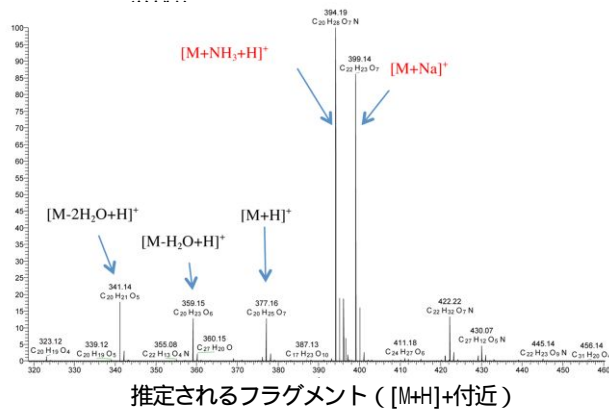 394.19
C20H28O7N
[M+NH3+H]+
399.14
C22H23O7
[M+Na]+
[M-2H2O+H]+
[M-H2O+H]+
[M+H]+
341.14
C20H21O5
359.15
C20H23O6
377.16
C20H25O7
422.22
C22H32O7N
323.12
C20H19O4
339.12
C20H19O5
355.08
C22H13O4N
360.15
C27H20O
387.13
C17H23O10
411.18
C24H27O6
430.07
C27H12O5N
445.14
C22H23O9N
456.14
100
95
90
85
80
75
70
65
60
55
50
45
40
35
30
25
20
15
10
5
0
320 330 340 350 360 370 380 390 400 410 420 430 440 450 460
推定されるフラグメント([M+H]+付近)